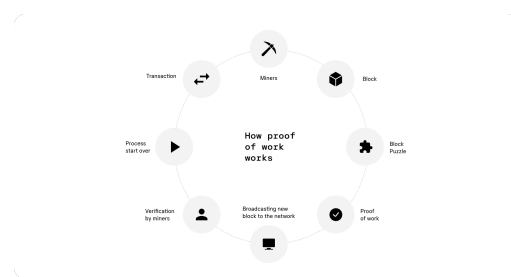 Miners
Transaction
Block
How proof
of work
works
Process
start over
Block
Puzzle
Verification
by miners
Broadcasting new
block to the network
Proof
of work